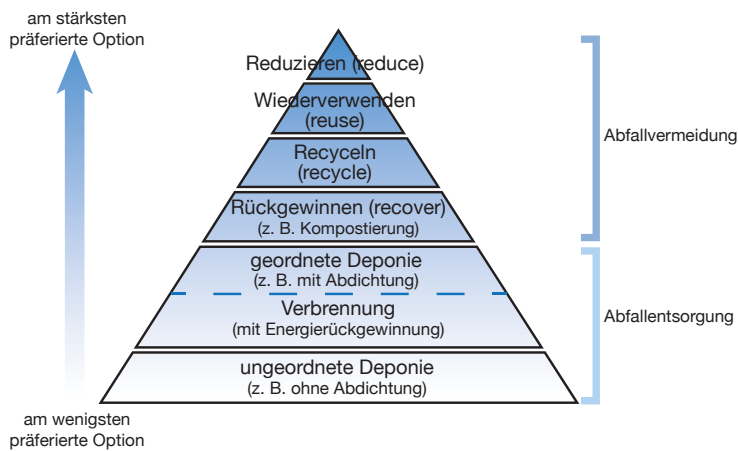 am stärksten
präferierte Option
Reduzieren (reduce)
Wiederverwenden
(reuse)
Recyceln
(recycle)
Rückgewinnen (recover)
(z. B. Kompostierung)
Abfallvermeidung
geordnete Deponie
(z. B. mit Abdichtung)
Verbrennung
(mit Energierückgewinnung)
ungeordnete Deponie
(z. B. ohne Abdichtung)
Abfallentsorgung
am wenigsten
präferierte Option